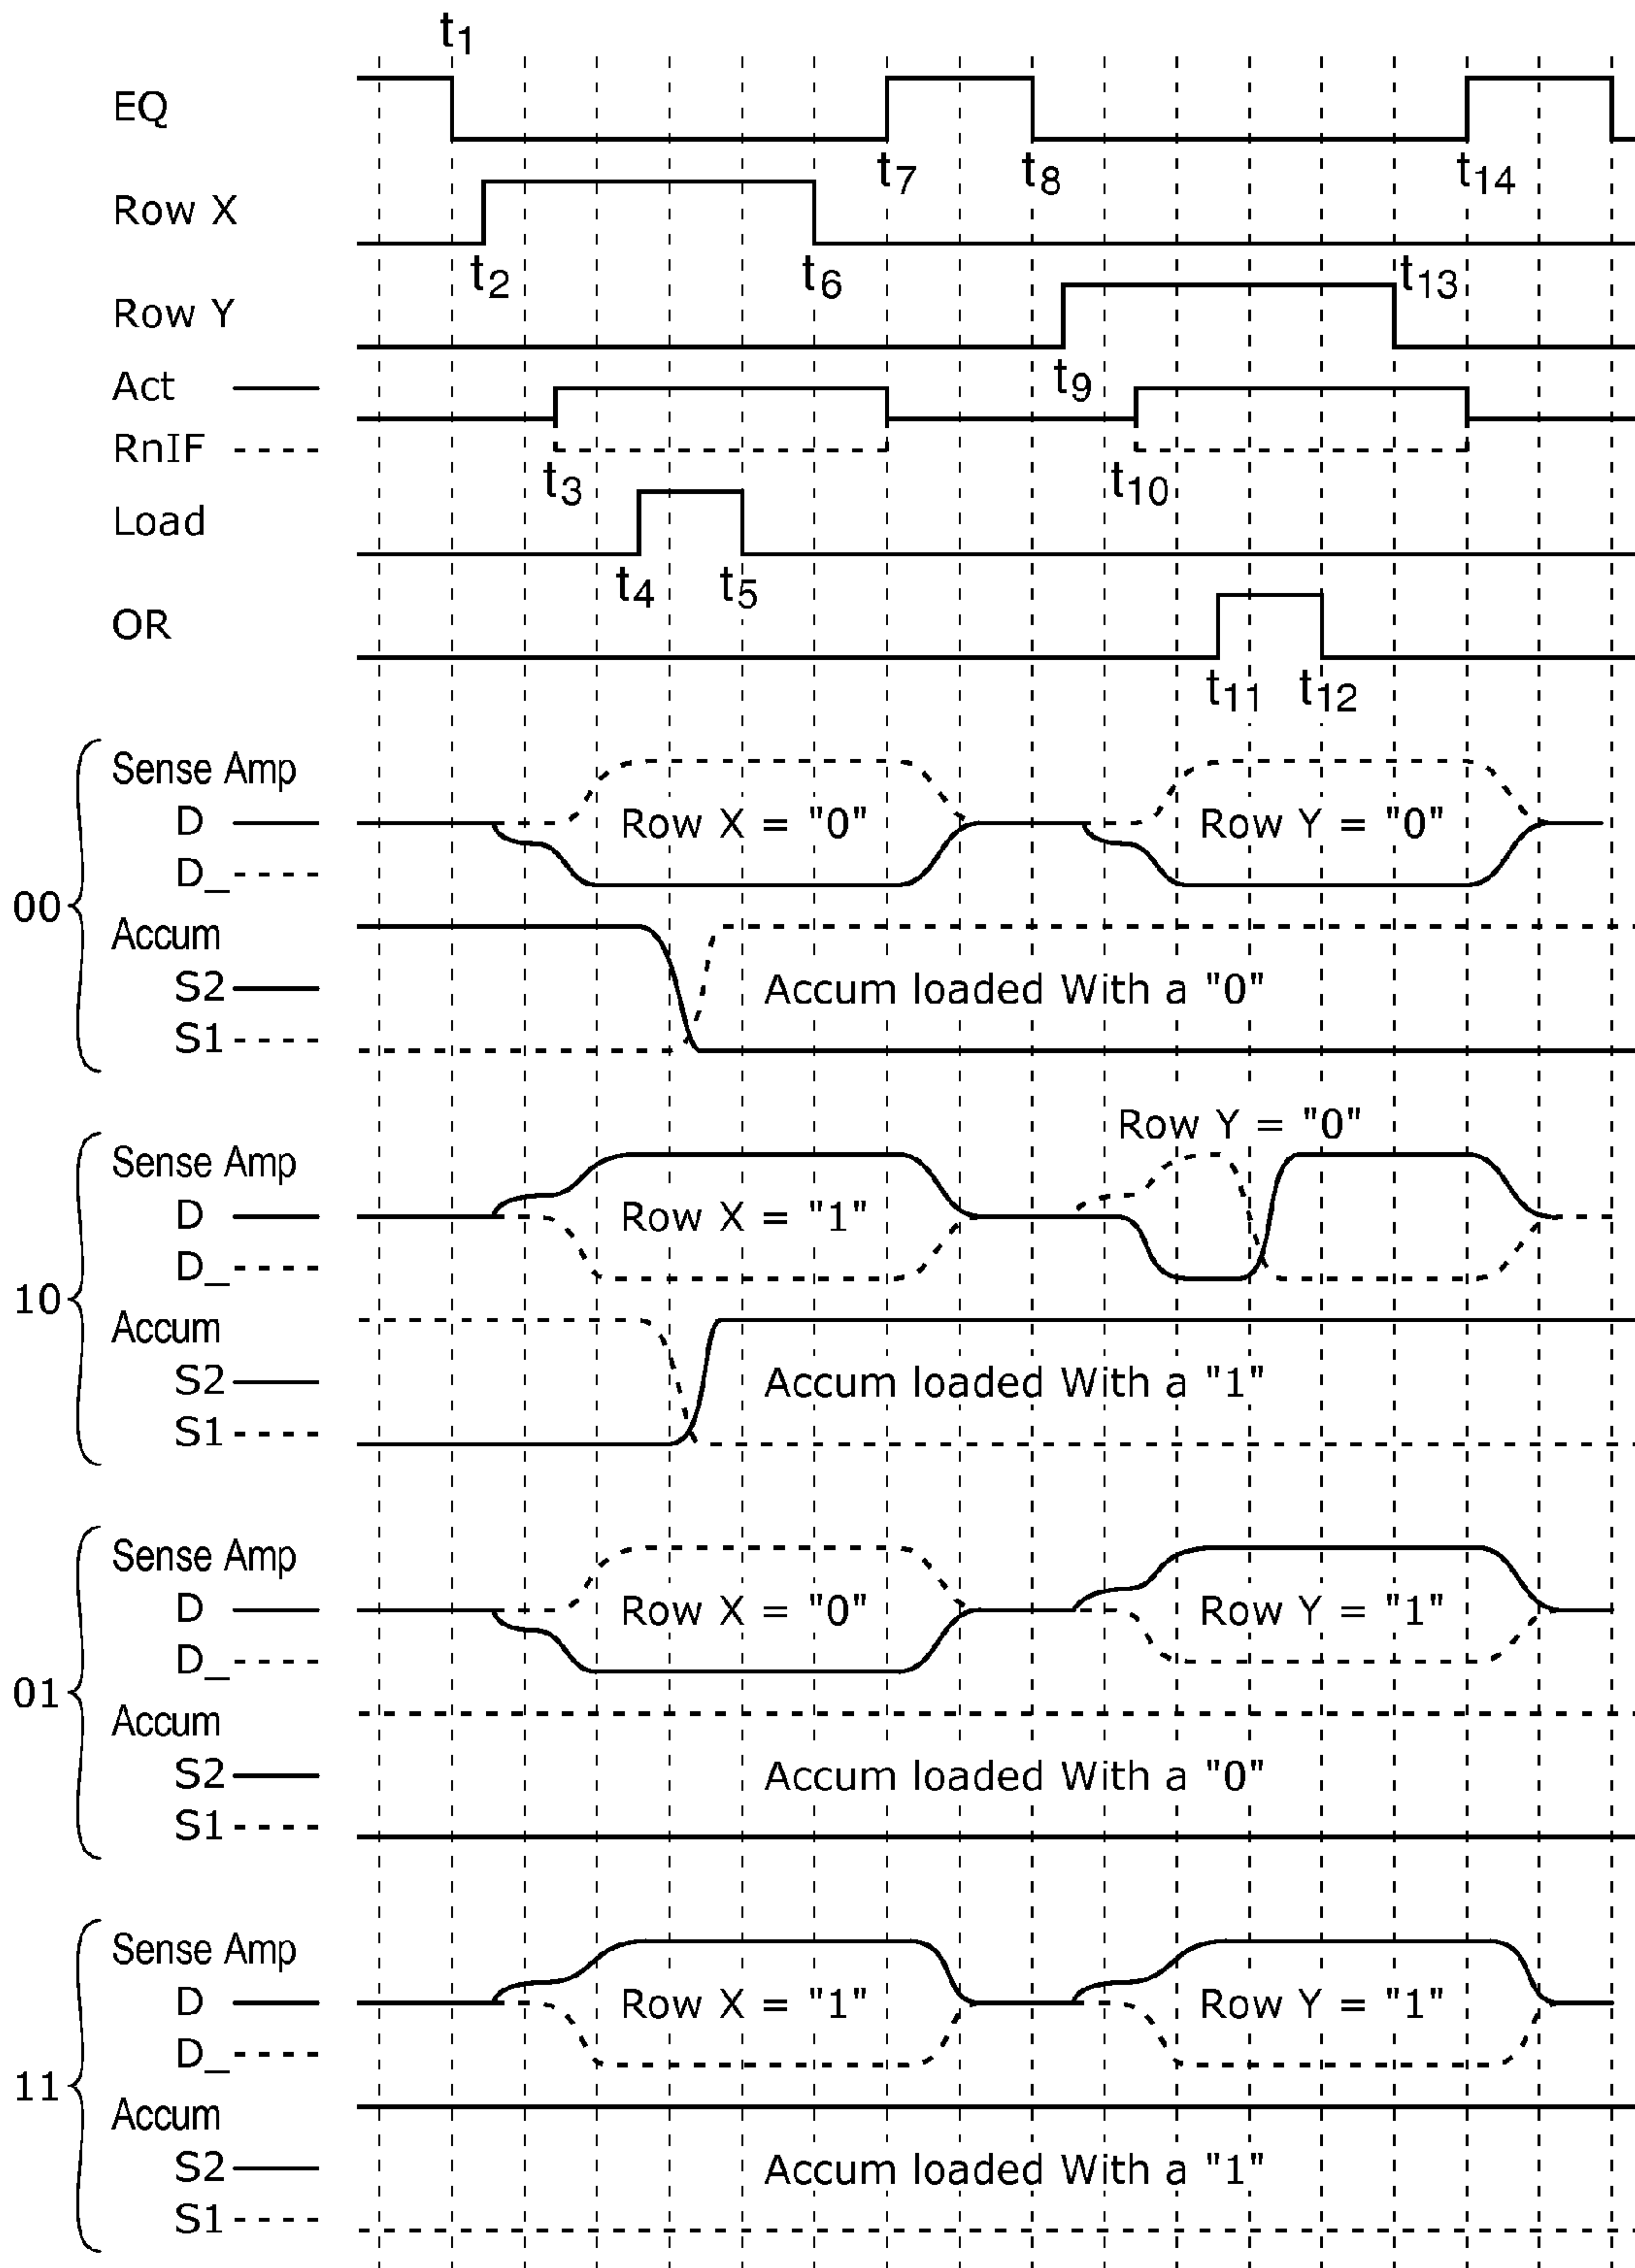 t1
EQ
t7 t8 t14
Row X
t2 t6 t13
Row Y
t9
Act
RnIF
t3 t10
Load
t4 t5
OR
t11 t12
00
Sense Amp
D Row X = "0" Row Y = "0"
D_
Accum
S2 Accum loaded With a "0"
S1
Row Y = "0"
10
Sense Amp
D Row X = "1"
D_
Accum
S2 Accum loaded With a "1"
S1
01
Sense Amp
D Row X = "0" Row Y = "1"
D_
Accum
S2 Accum loaded With a "0"
S1
11
Sense Amp
D Row X = "1" Row Y = "1"
D_
Accum
S2 Accum loaded With a "1"
S1